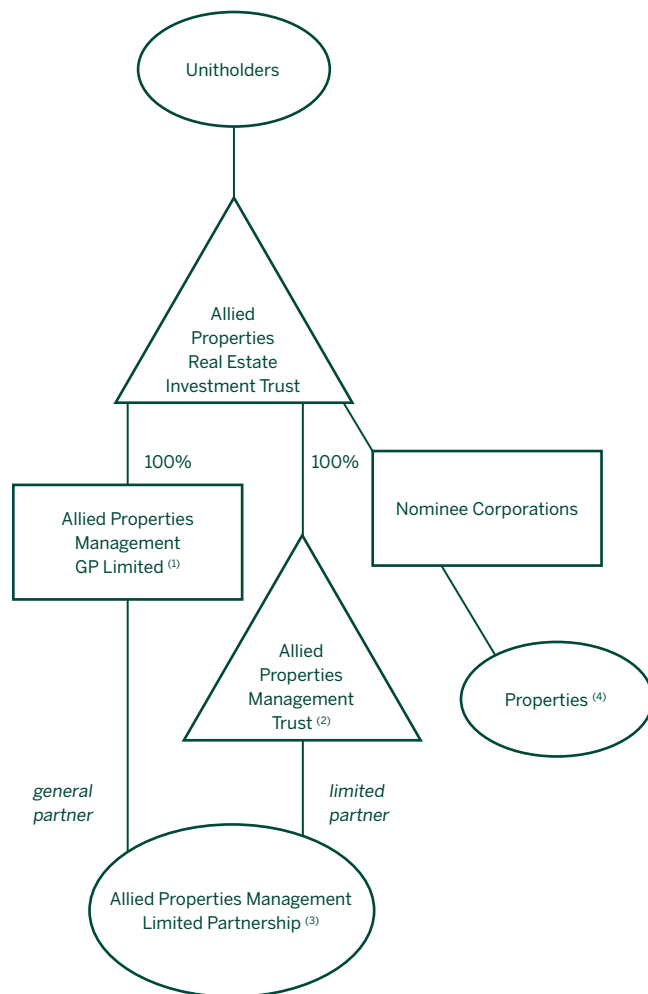 Unitholders
Allied
Properties
Real Estate
Investment Trust
100%
100%
Allied Properties
Management
GP Limited (1)
Nominee Corporations
Allied
Properties
Management
Trust (2)
Properties (4)
general
partner
limited
partner
Allied Properties Management
Limited Partnership (3)